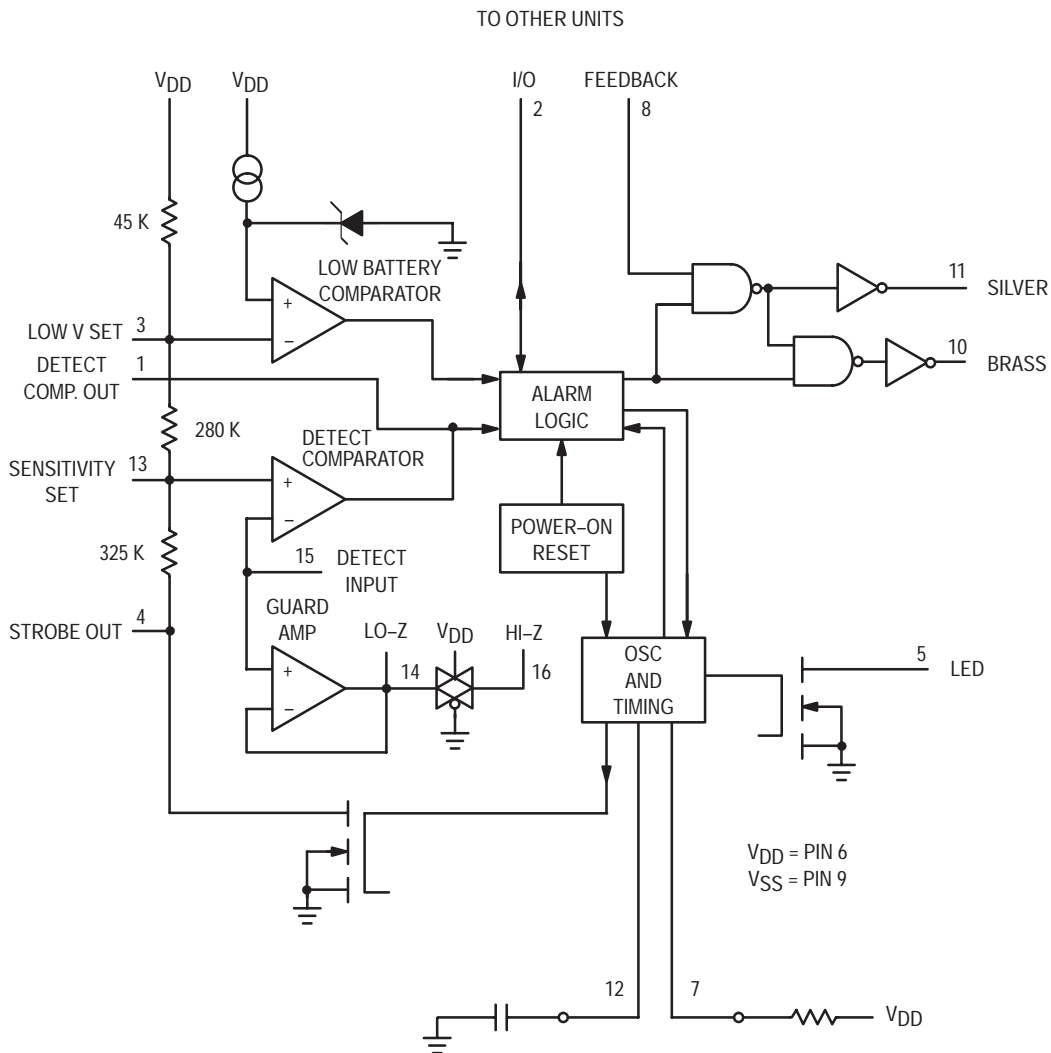 TO OTHER UNITS
VDD
VDD
I/O
2
FEEDBACK
8
45 K
LOW BATTERY
COMPARATOR
+
−
LOW V SET
3
DETECT
COMP. OUT
1
11
SILVER
10
BRASS
ALARM
LOGIC
280 K
DETECT
COMPARATOR
SENSITIVITY
SET
13
+
−
POWER–ON
RESET
325 K
15
DETECT
INPUT
STROBE OUT
4
GUARD
AMP
LO–Z
VDD
HI–Z
+
−
14
16
OSC
AND
TIMING
5
LED
VDD = PIN 6
VSS = PIN 9
12
7
VDD